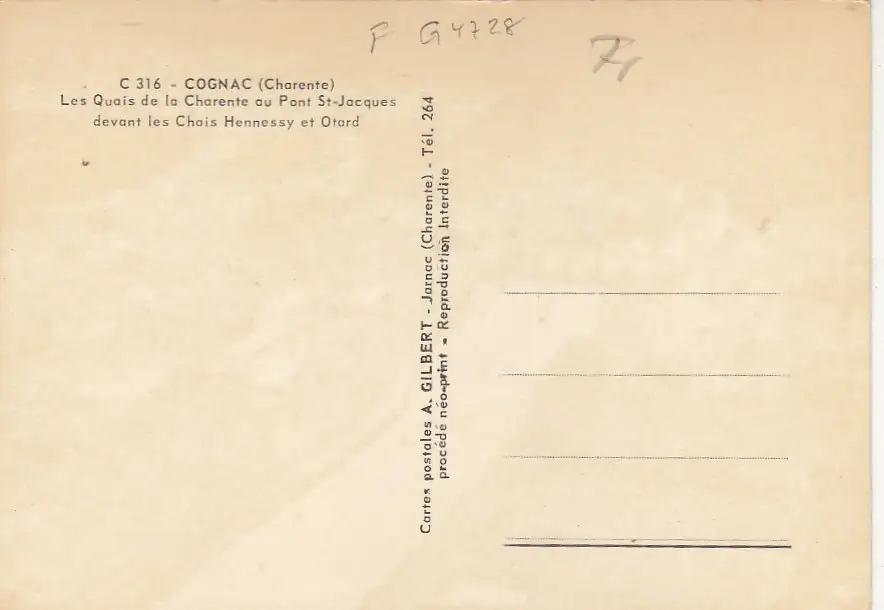 F G4728
C 316 - COGNAC (Charente)
Les Quais de la Charente au Pont St-Jacques
devant les Chais Hennessy et Otard
Cartes postales A. GILBERT - Jarnac (Charente) - Tél. 264
procédé néo-print - Reproduction Interdite